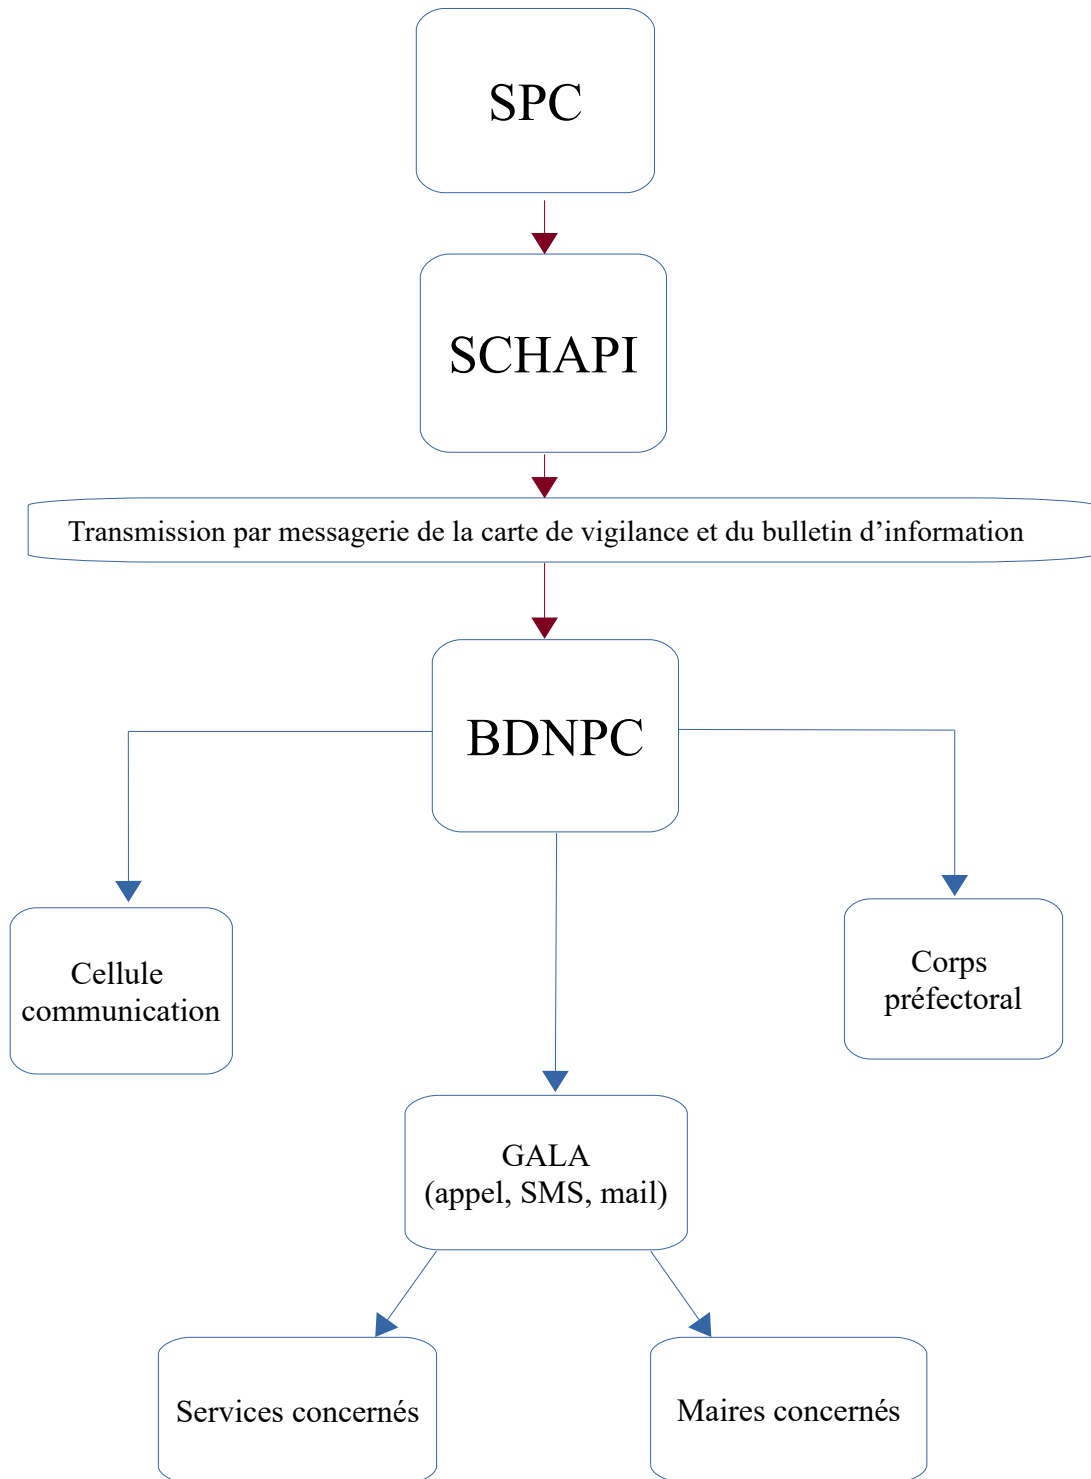 SPC
SCHAPI
Transmission par messagerie de la carte de vigilance et du bulletin d’information
BDNPC
Cellule
communication
Corps
préfectoral
GALA
(appel, SMS, mail)
Services concernés
Maires concernés